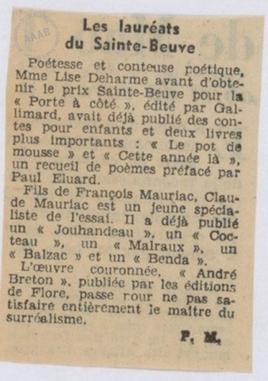 Les lauréats
du Sainte-Beuve
Poétesse et conteuse poétique,
Mme Lise Deharme avant d'obte-
nir le prix Sainte-Beuve pour la
« Porte à côté », édité par Gal-
limard, avait déjà publié des con-
tes pour enfants et deux livres
plus importants : « Le pot de
mousse » et « Cette année là »,
un recueil de poèmes préfacé par
Paul Eluard.
Fils de François Mauriac, Clau-
de Mauriac est un jeune spécia-
liste de l'essai. Il a déjà publié
un « Jouhandeau », un « Coc-
teau », un « Malraux », un
« Balzac » et un « Benda ».
L'œuvre couronnée, « André
Breton », publiée par les éditions
de Flore, passe rour ne pas sa-
tisfaire entièrement le maître du
surréalisme.
P. M.
AAAB